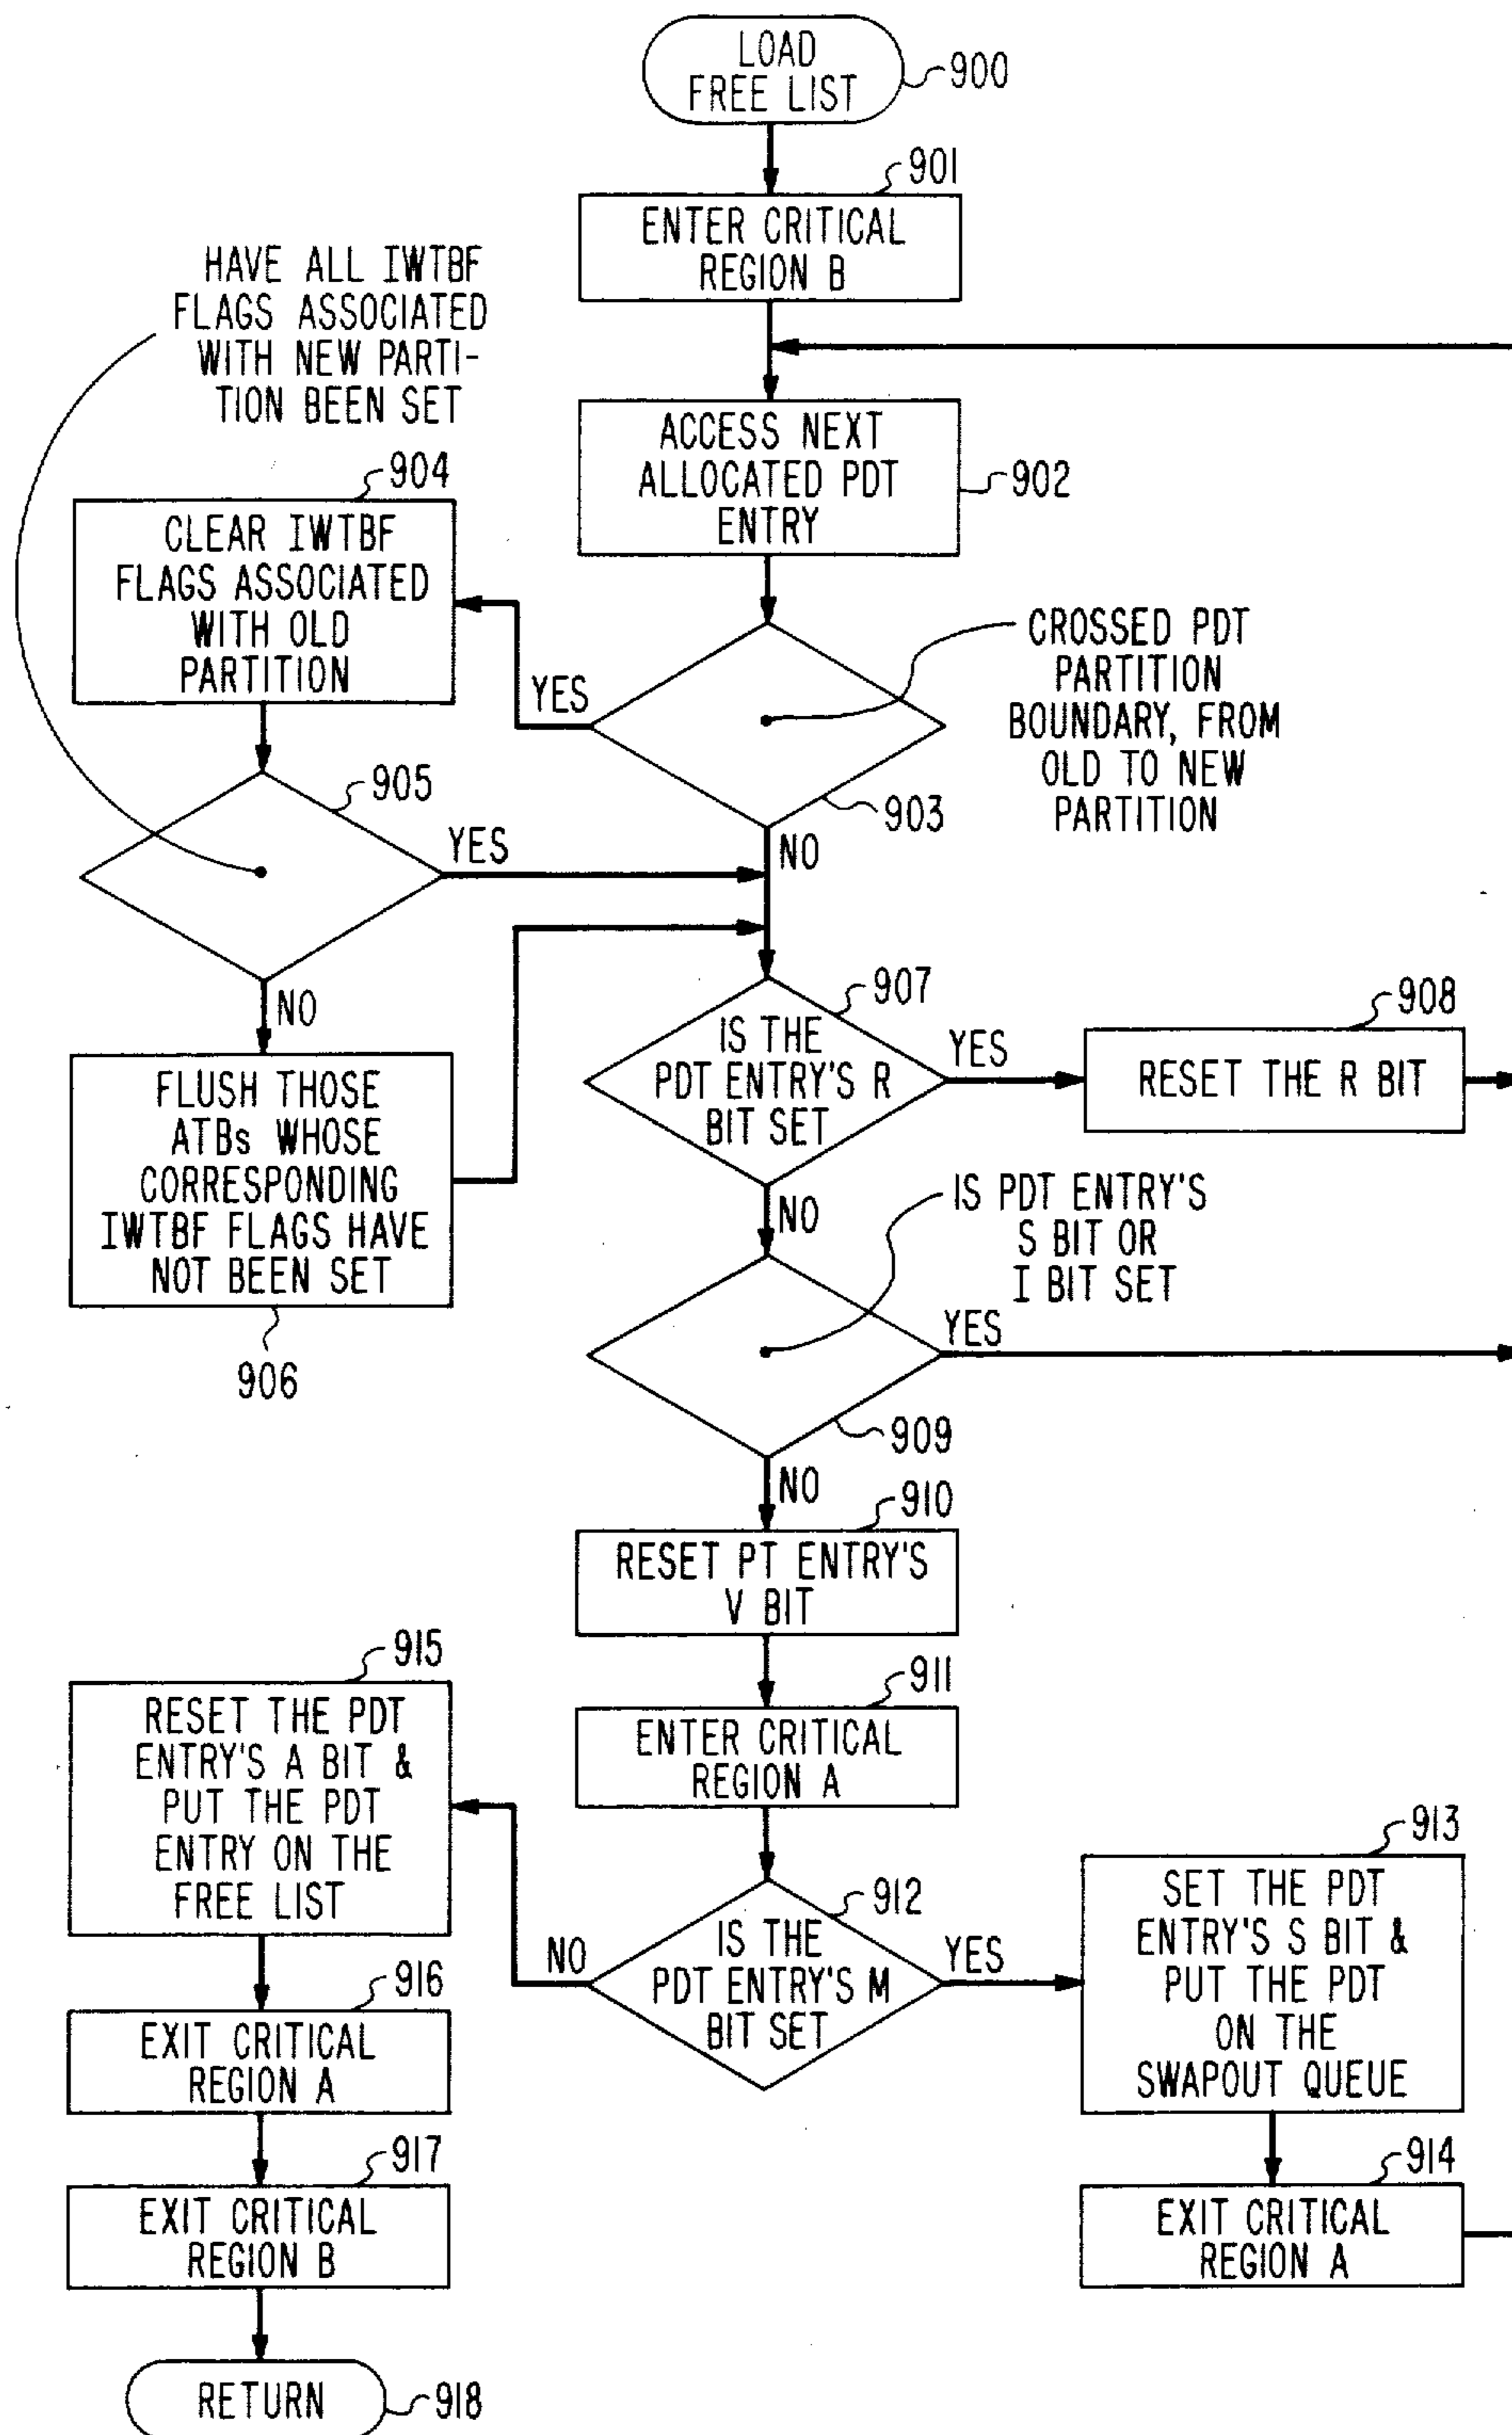 LOAD
FREE LIST
900
901
ENTER CRITICAL
REGION B
HAVE ALL IWTBF
FLAGS ASSOCIATED
WITH NEW PARTI-
TION BEEN SET
ACCESS NEXT
ALLOCATED PDT
ENTRY
902
904
CLEAR IWTBF
FLAGS ASSOCIATED
WITH OLD
PARTITION
YES
CROSSED PDT
PARTITION
BOUNDARY, FROM
OLD TO NEW
PARTITION
903
NO
905
YES
NO
FLUSH THOSE
ATBs WHOSE
CORRESPONDING
IWTBF FLAGS HAVE
NOT BEEN SET
906
907
IS THE
PDT ENTRY'S R
BIT SET
YES
908
RESET THE R BIT
NO
IS PDT ENTRY'S
S BIT OR
I BIT SET
YES
909
NO
910
RESET PT ENTRY'S
V BIT
911
ENTER CRITICAL
REGION A
912
IS THE
PDT ENTRY'S M
BIT SET
NO
YES
915
RESET THE PDT
ENTRY'S A BIT &
PUT THE PDT
ENTRY ON THE
FREE LIST
916
EXIT CRITICAL
REGION A
917
EXIT CRITICAL
REGION B
RETURN
918
913
SET THE PDT
ENTRY'S S BIT &
PUT THE PDT
ON THE
SWAPOUT QUEUE
914
EXIT CRITICAL
REGION A